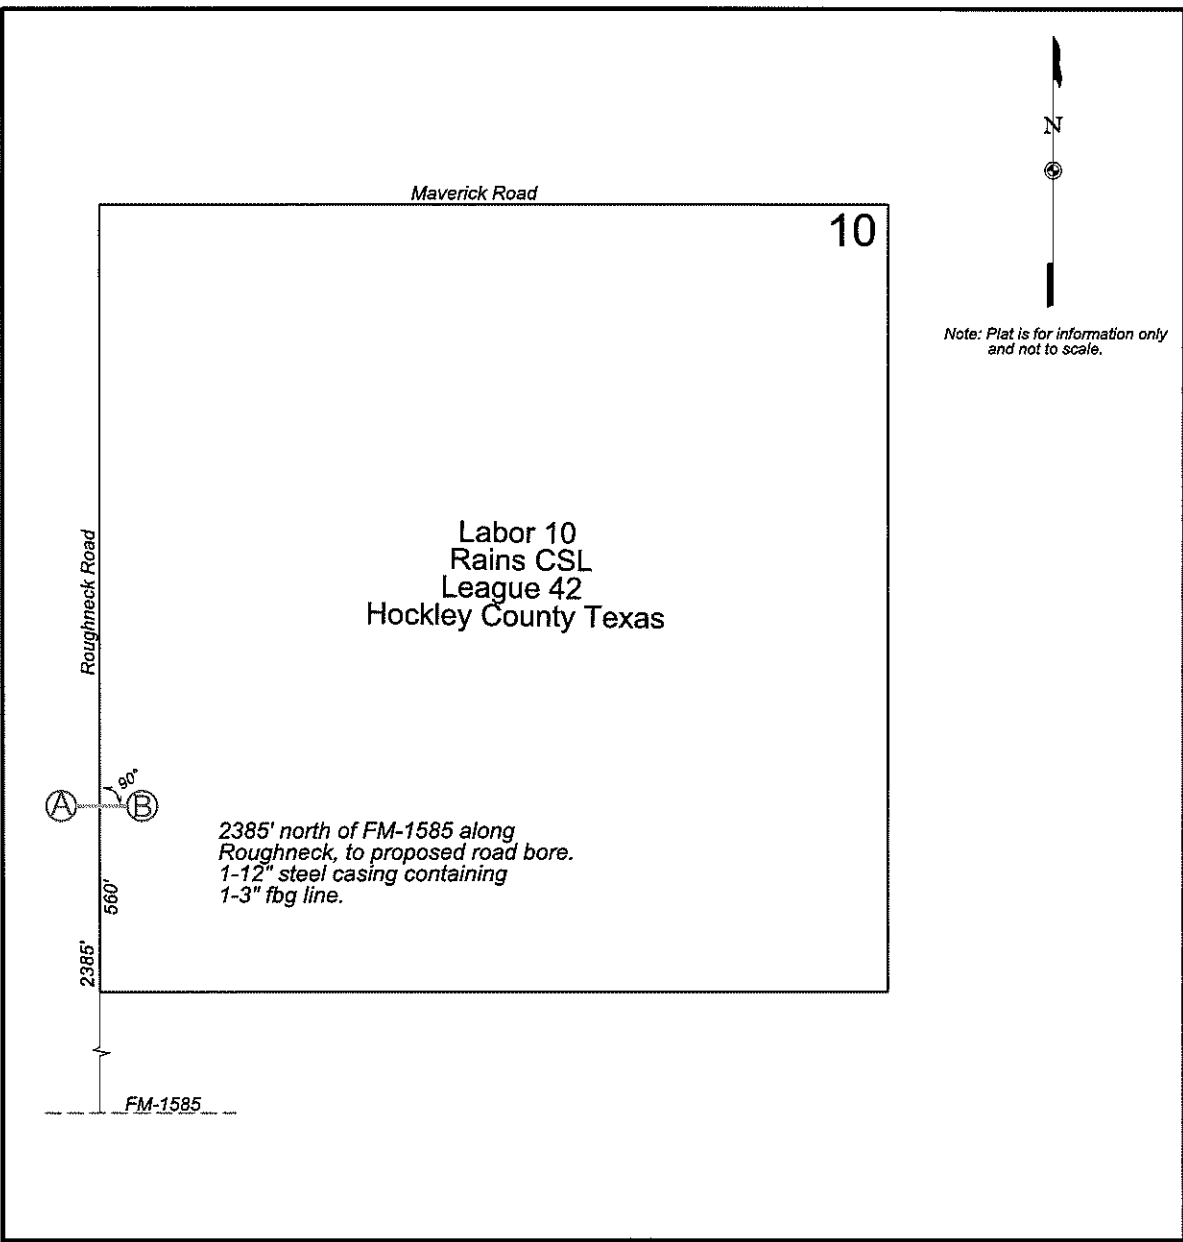 N
Note: Plat is for information only
and not to scale.
Maverick Road
10
Roughneck Road
Labor 10
Rains CSL
League 42
Hockley County Texas
90°
A
B
2385' north of FM-1585 along
Roughneck, to proposed road bore.
1-12" steel casing containing
1-3" fbg line.
560'
2385'
FM-1585